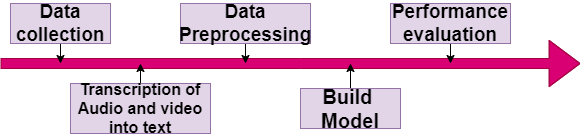 Data
collection
Transcription of
Audio and video
into text
Data
Preprocessing
Build
Model
Performance
evaluation